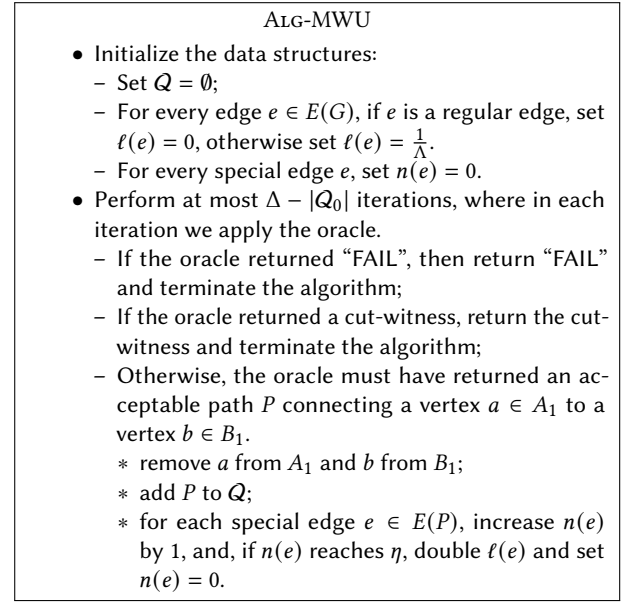 ALG-MWU
• Initialize the data structures:
– Set Q = ∅;
– For every edge e ∈ E(G), if e is a regular edge, set
ℓ(e) = 0, otherwise set ℓ(e) = 1/Λ.
– For every special edge e, set n(e) = 0.
• Perform at most Δ − |Q₀| iterations, where in each
iteration we apply the oracle.
– If the oracle returned “FAIL”, then return “FAIL”
and terminate the algorithm;
– If the oracle returned a cut-witness, return the cut-
witness and terminate the algorithm;
– Otherwise, the oracle must have returned an ac-
ceptable path P connecting a vertex a ∈ A₁ to a
vertex b ∈ B₁.
∗ remove a from A₁ and b from B₁;
∗ add P to Q;
∗ for each special edge e ∈ E(P), increase n(e)
by 1, and, if n(e) reaches η, double ℓ(e) and set
n(e) = 0.